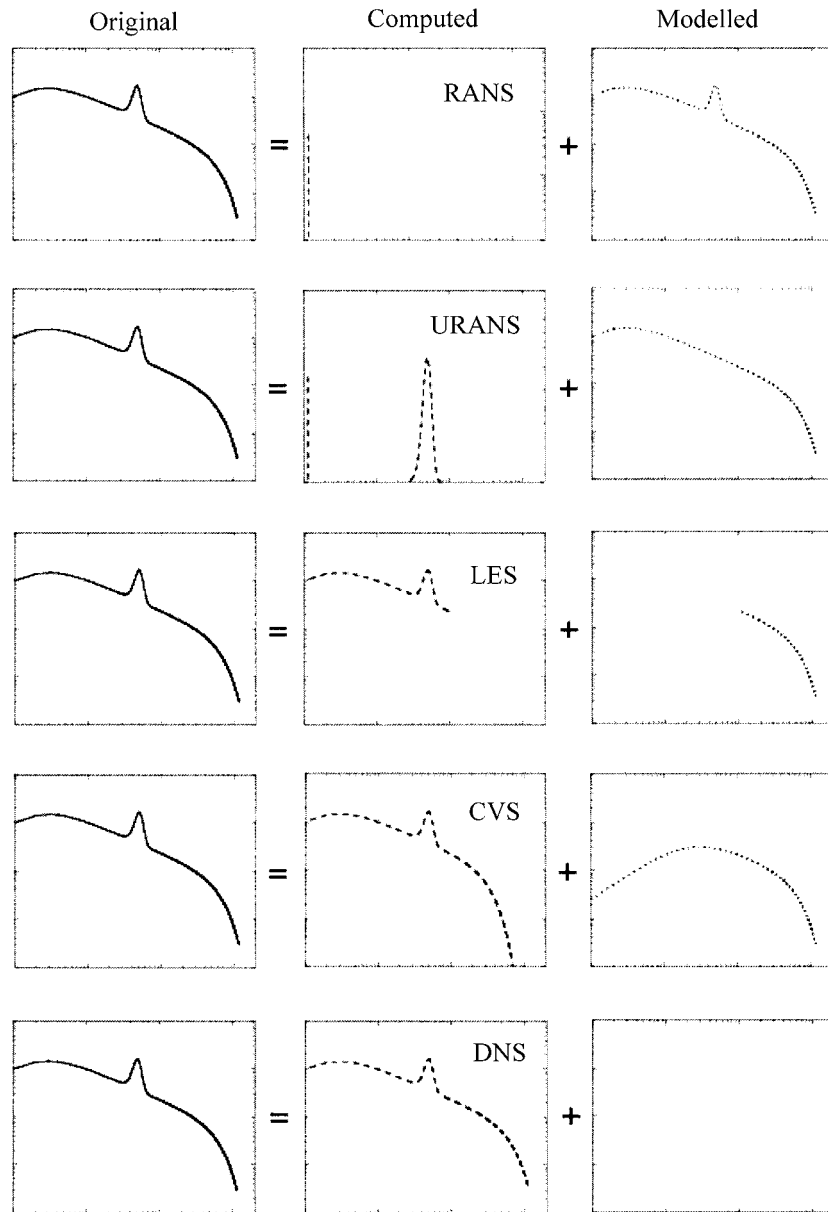 Original Computed Modelled
= RANS +
= URANS +
= LES +
= CVS +
= DNS +